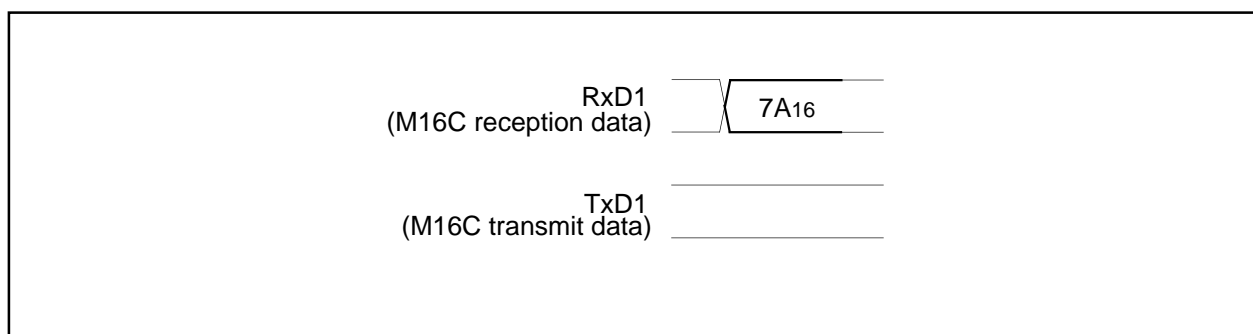 RxD1
(M16C reception data)
7A16
TxD1
(M16C transmit data)